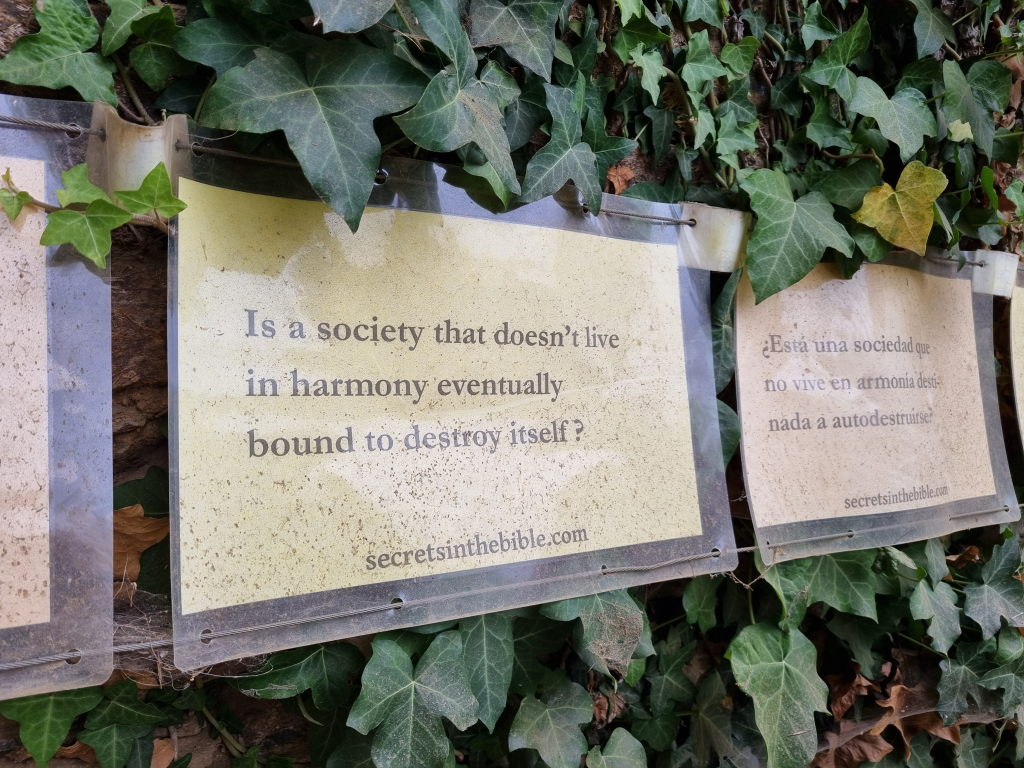 Is a society that doesn't live
in harmony eventually
bound to destroy itself ?
secretsinthebible.com
¿Está una sociedad que
no vive en armonía desti-
nada a autodestruirse?
secretsinthebible.com